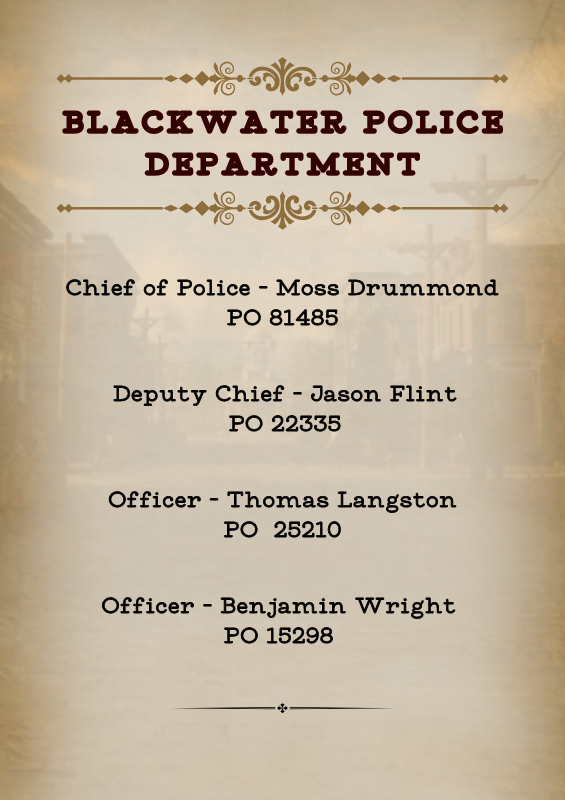 BLACKWATER POLICE
DEPARTMENT
Chief of Police - Moss Drummond
PO 81485
Deputy Chief - Jason Flint
PO 22335
Officer - Thomas Langston
PO  25210
Officer - Benjamin Wright
PO 15298